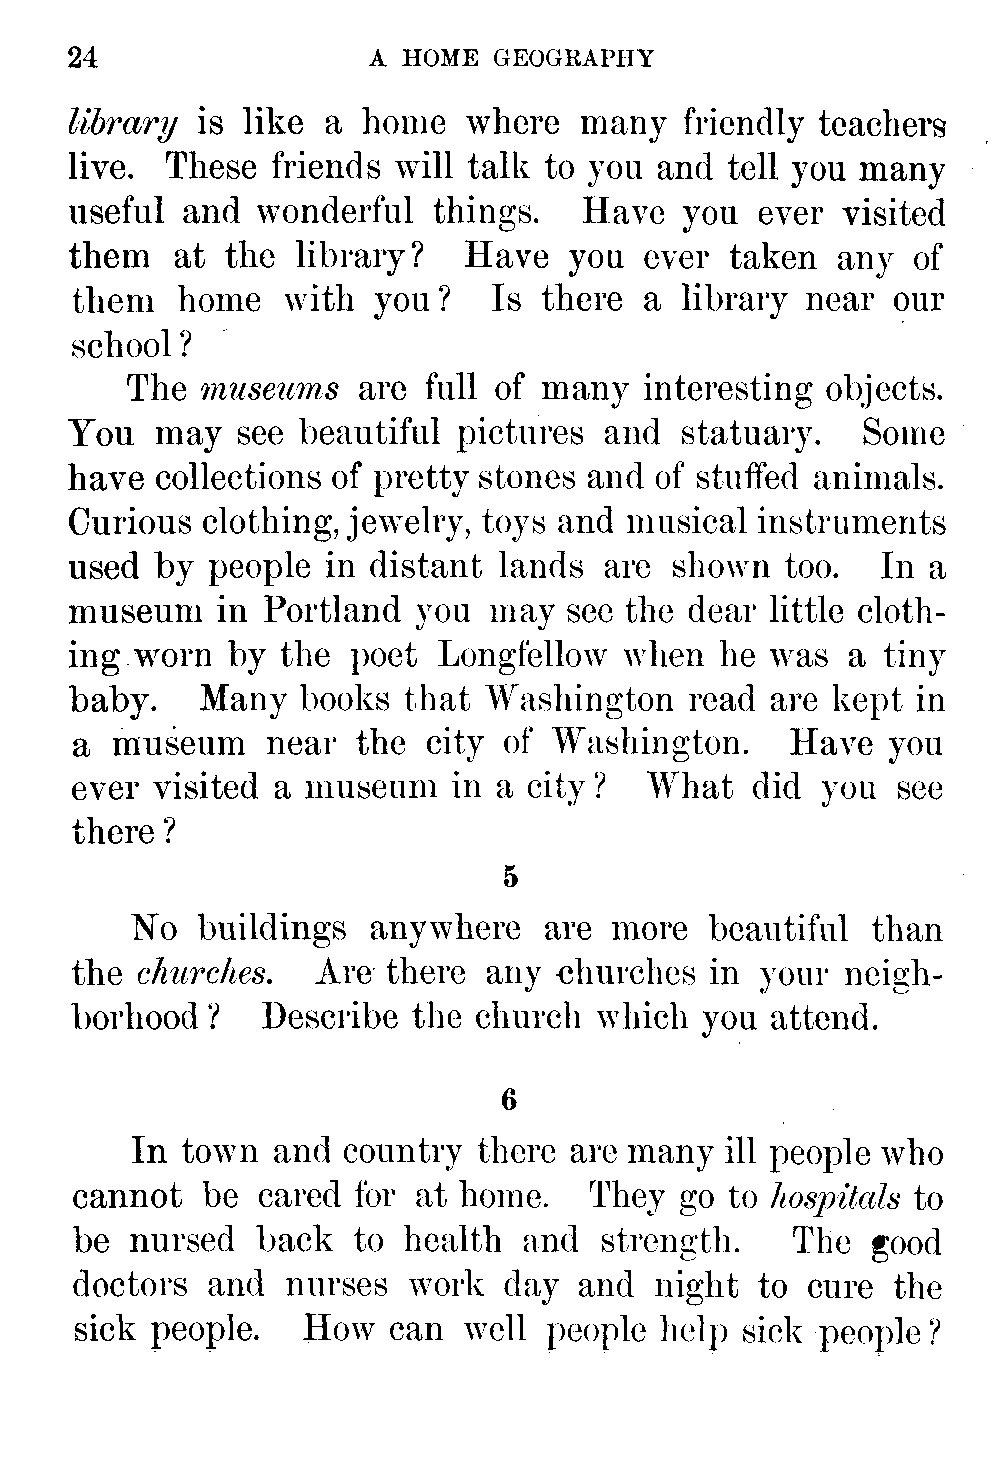 24 A HOME GEOGRAPHY
library is like a home where many friendly teachers
live. These friends will talk to you and tell you many
useful and wonderful things. Have you ever visited
them at the library? Have you ever taken any of
them home with you? Is there a library near our
school?
The museums are full of many interesting objects.
You may see beautiful pictures and statuary. Some
have collections of pretty stones and of stuffed animals.
Curious clothing, jewelry, toys and musical instruments
used by people in distant lands are shown too. In a
museum in Portland you may see the dear little cloth-
ing worn by the poet Longfellow when he was a tiny
baby. Many books that Washington read are kept in
a museum near the city of Washington. Have you
ever visited a museum in a city? What did you see
there?
5
No buildings anywhere are more beautiful than
the churches. Are there any churches in your neigh-
borhood? Describe the church which you attend.
6
In town and country there are many ill people who
cannot be cared for at home. They go to hospitals to
be nursed back to health and strength. The good
doctors and nurses work day and night to cure the
sick people. How can well people help sick people?